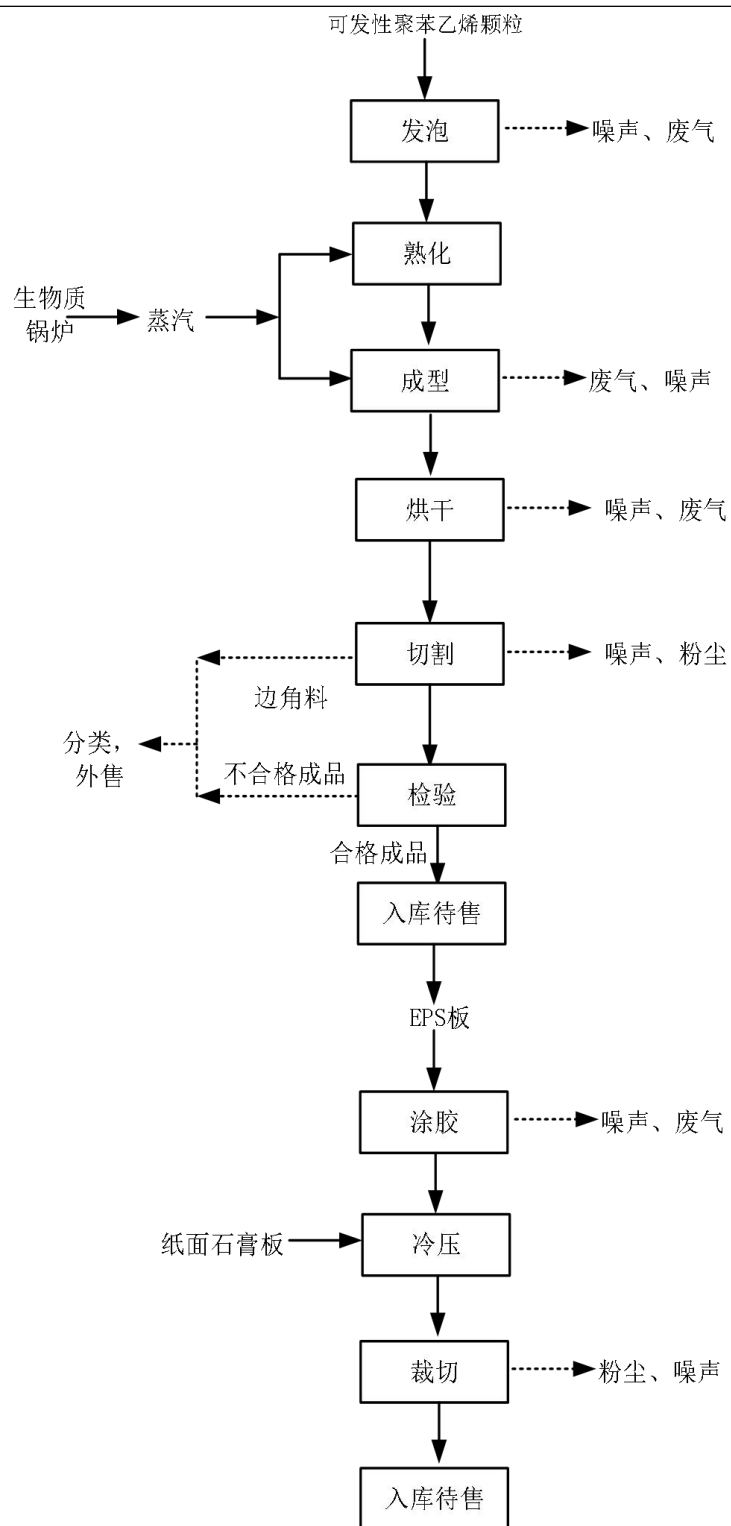 可发性聚苯乙烯颗粒
发泡
噪声、废气
熟化
生物质
锅炉
蒸汽
成型
废气、噪声
烘干
噪声、废气
切割
噪声、粉尘
边角料
分类，
外售
不合格成品
检验
合格成品
入库待售
EPS板
涂胶
噪声、废气
纸面石膏板
冷压
裁切
粉尘、噪声
入库待售